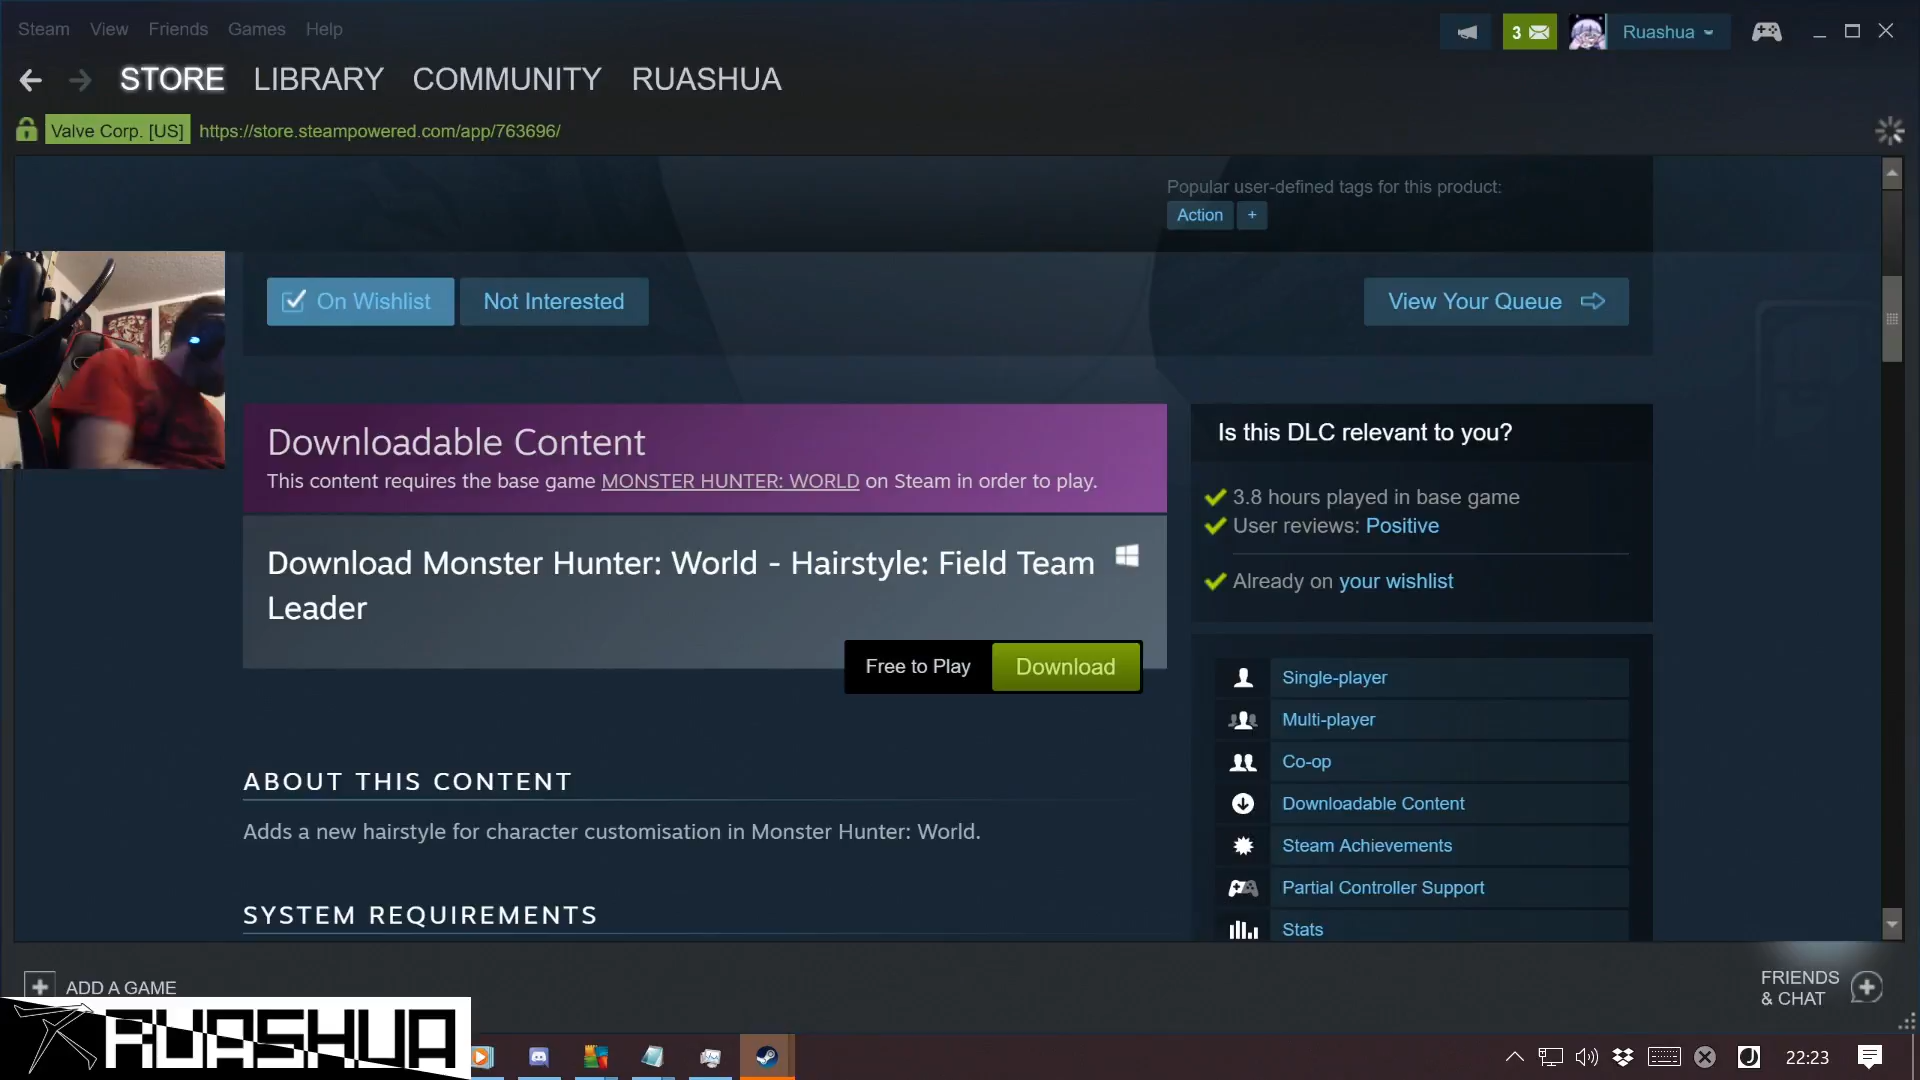 Steam View Friends Games Help
3
Ruashua
STORE LIBRARY COMMUNITY RUASHUA
Valve Corp. [US] https://store.steampowered.com/app/763696/
Popular user-defined tags for this product:
Action +
On Wishlist Not Interested View Your Queue
Downloadable Content
This content requires the base game MONSTER HUNTER: WORLD on Steam in order to play.
Download Monster Hunter: World - Hairstyle: Field Team
Leader
Free to Play Download
ABOUT THIS CONTENT
Adds a new hairstyle for character customisation in Monster Hunter: World.
SYSTEM REQUIREMENTS
Is this DLC relevant to you?
3.8 hours played in base game
User reviews: Positive
Already on your wishlist
Single-player
Multi-player
Co-op
Downloadable Content
Steam Achievements
Partial Controller Support
Stats
ADD A GAME
FRIENDS
& CHAT
RUASHUA
22:23